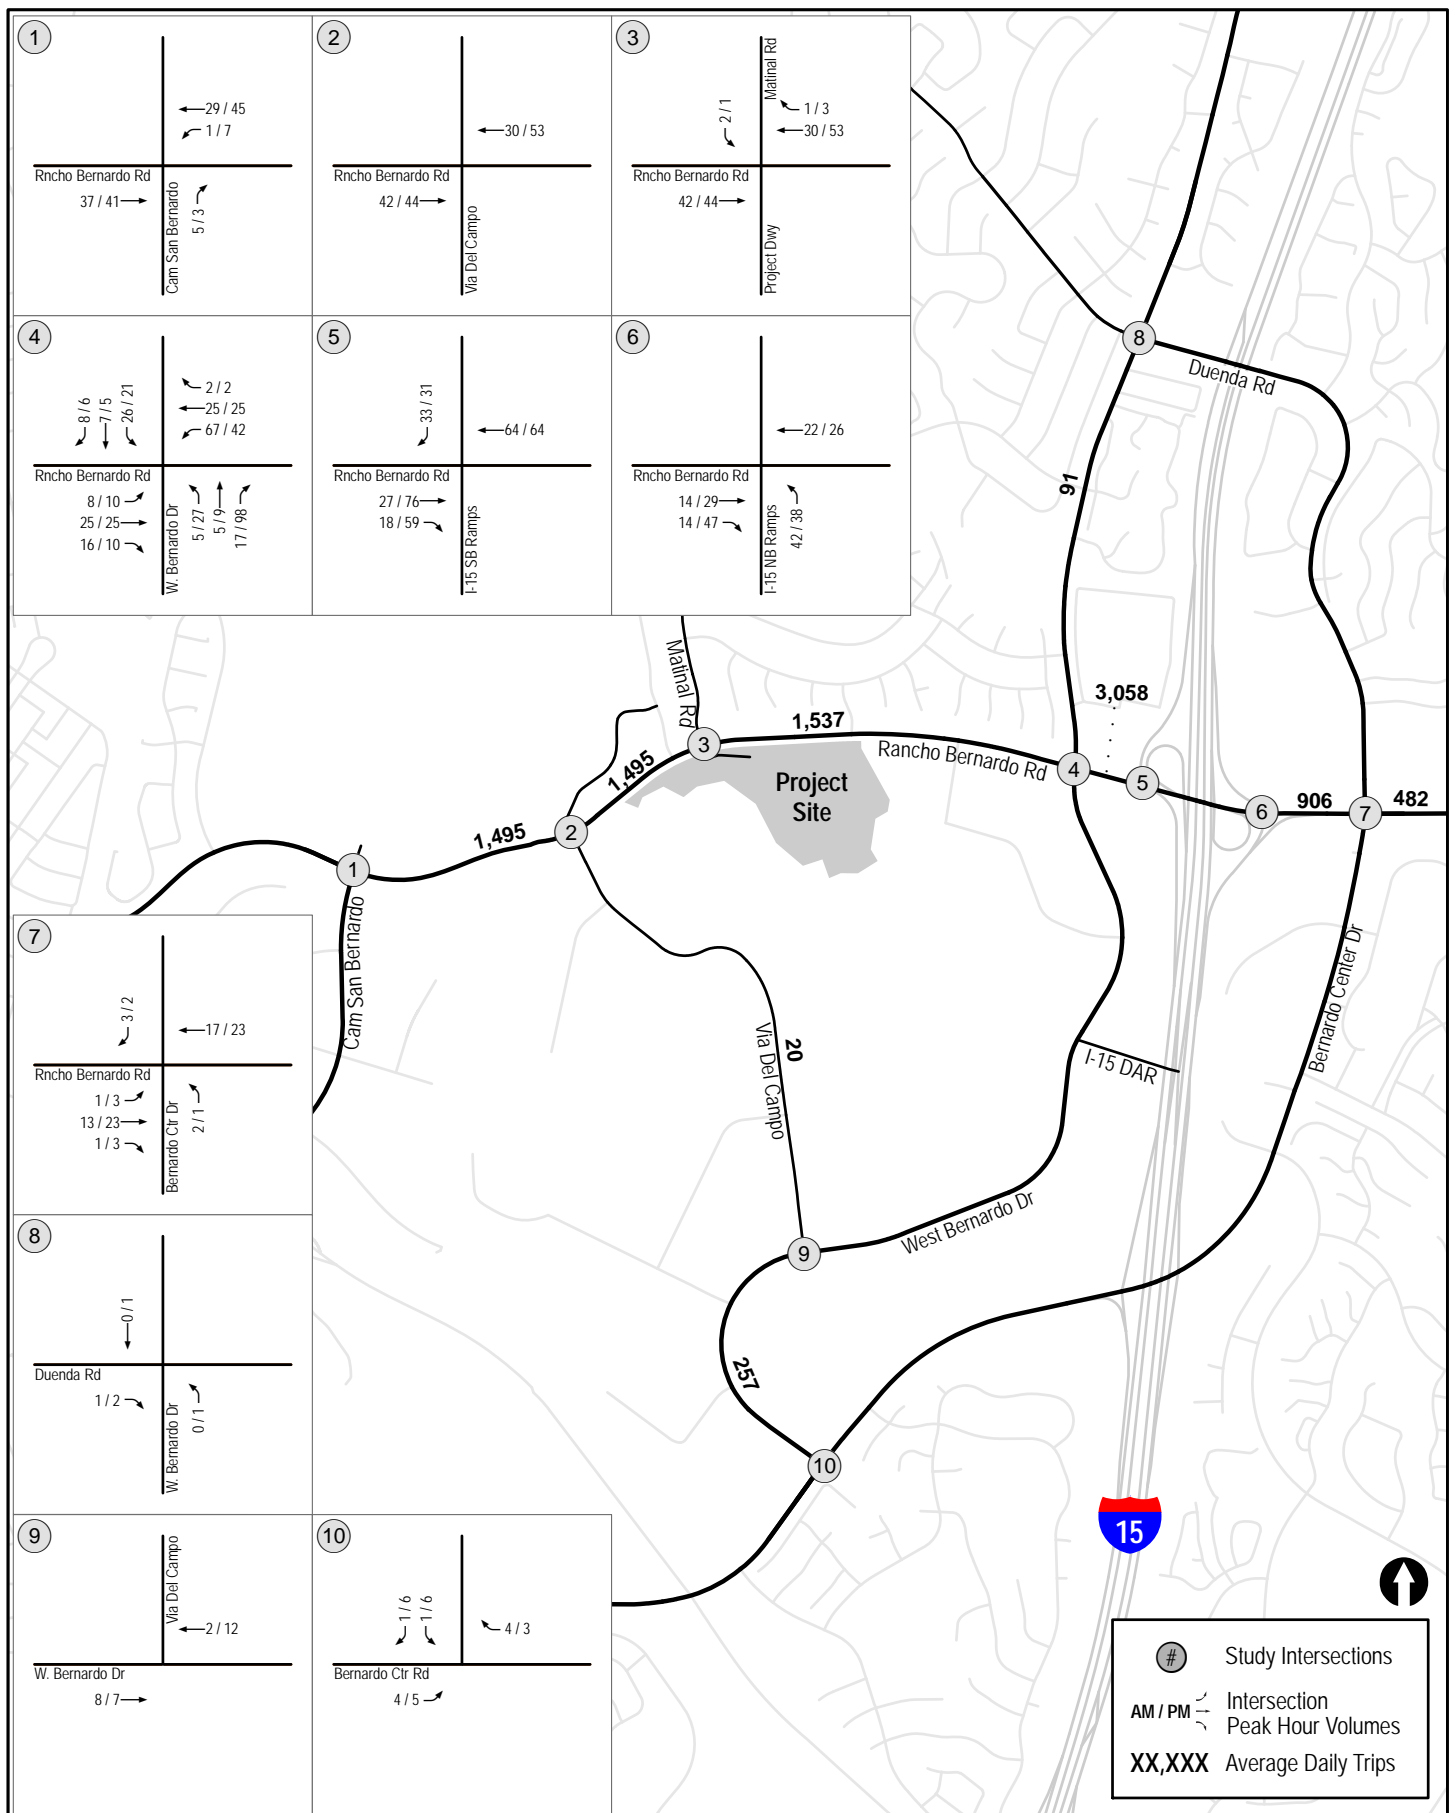 1
29 / 45
1 / 7
Rncho Bernardo Rd
37 / 41
Cam San Bernardo
5 / 3
2
30 / 53
Rncho Bernardo Rd
42 / 44
Via Del Campo
3
Matinal Rd
2 / 1
1 / 3
30 / 53
Rncho Bernardo Rd
42 / 44
Project Dwy
4
8 / 6
7 / 5
26 / 21
2 / 2
25 / 25
67 / 42
Rncho Bernardo Rd
8 / 10
25 / 25
16 / 10
W. Bernardo Dr
5 / 27
5 / 9
17 / 98
5
33 / 31
64 / 64
Rncho Bernardo Rd
27 / 76
18 / 59
I-15 SB Ramps
6
22 / 26
Rncho Bernardo Rd
14 / 29
14 / 47
I-15 NB Ramps
42 / 38
8
Duenda Rd
91
3,058
Matinal Rd
3
1,537
Rancho Bernardo Rd
4
5
6
906
7
482
1,495
Project
Site
2
1,495
1
Cam San Bernardo
Via Del Campo
20
I-15 DAR
Bernardo Center Dr
9
West Bernardo Dr
257
10
15
7
3 / 2
17 / 23
Rncho Bernardo Rd
1 / 3
13 / 23
1 / 3
Bernardo Ctr Dr
2 / 1
8
0 / 1
Duenda Rd
1 / 2
W. Bernardo Dr
0 / 1
9
Via Del Campo
2 / 12
W. Bernardo Dr
8 / 7
10
1 / 6
1 / 6
4 / 3
Bernardo Ctr Rd
4 / 5
# Study Intersections
AM / PM Intersection
Peak Hour Volumes
XX,XXX Average Daily Trips